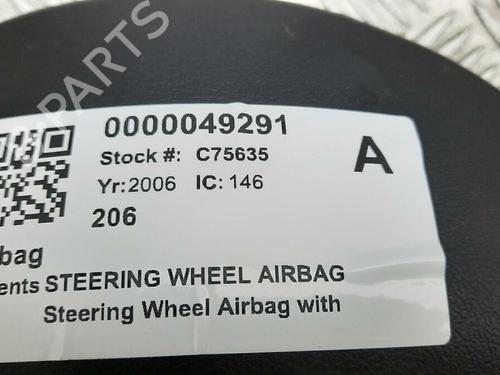 PARTS
0000049291
A
Stock #: C75635
Yr: 2006 IC: 146
206
bag
ents STEERING WHEEL AIRBAG
Steering Wheel Airbag with